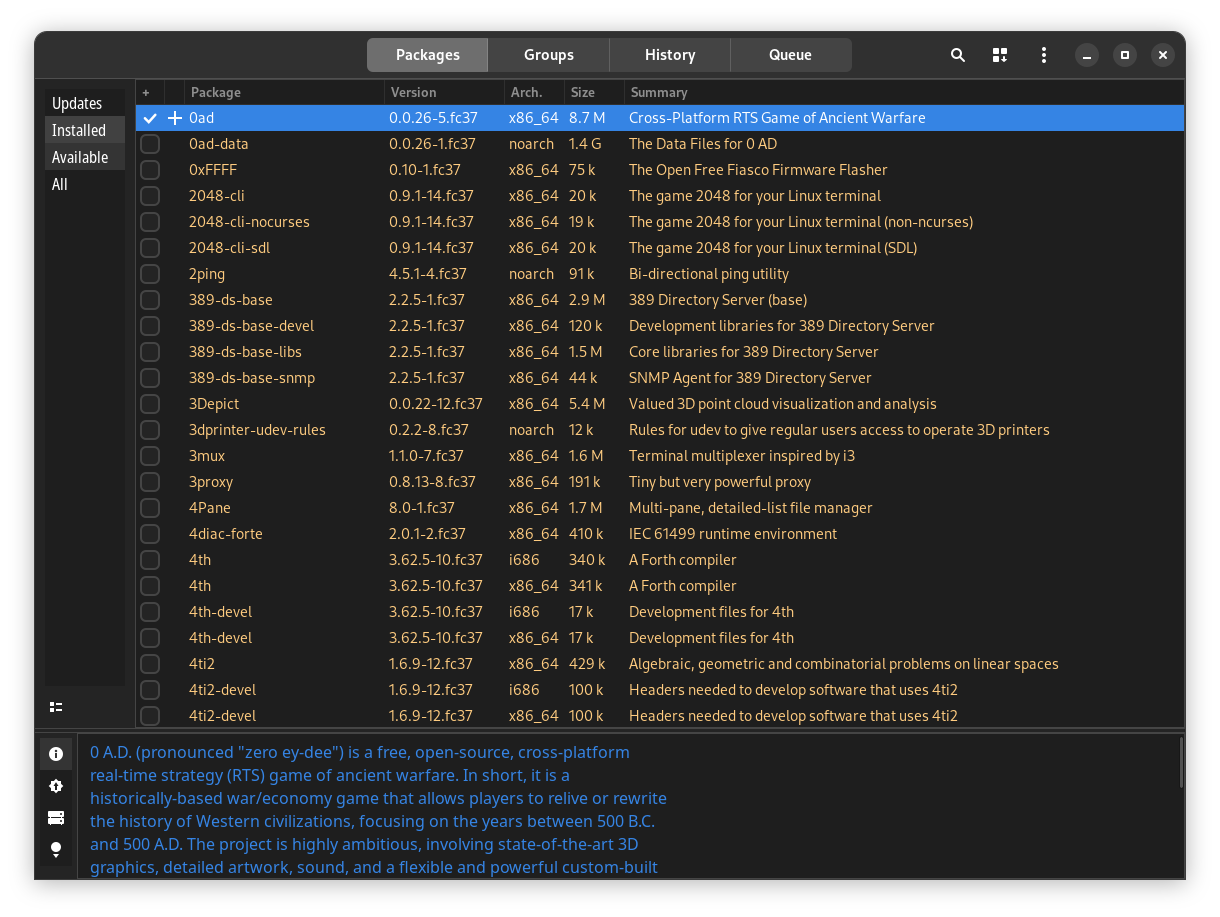 Packages Groups History Queue
Updates
Installed
Available
All
+ Package Version Arch. Size Summary
0ad 0.0.26-5.fc37 x86_64 8.7 M Cross-Platform RTS Game of Ancient Warfare
0ad-data 0.0.26-1.fc37 noarch 1.4 G The Data Files for 0 AD
0xFFFF 0.10-1.fc37 x86_64 75 k The Open Free Fiasco Firmware Flasher
2048-cli 0.9.1-14.fc37 x86_64 20 k The game 2048 for your Linux terminal
2048-cli-nocurses 0.9.1-14.fc37 x86_64 19 k The game 2048 for your Linux terminal (non-ncurses)
2048-cli-sdl 0.9.1-14.fc37 x86_64 20 k The game 2048 for your Linux terminal (SDL)
2ping 4.5.1-4.fc37 noarch 91 k Bi-directional ping utility
389-ds-base 2.2.5-1.fc37 x86_64 2.9 M 389 Directory Server (base)
389-ds-base-devel 2.2.5-1.fc37 x86_64 120 k Development libraries for 389 Directory Server
389-ds-base-libs 2.2.5-1.fc37 x86_64 1.5 M Core libraries for 389 Directory Server
389-ds-base-snmp 2.2.5-1.fc37 x86_64 44 k SNMP Agent for 389 Directory Server
3Depict 0.0.22-12.fc37 x86_64 5.4 M Valued 3D point cloud visualization and analysis
3dprinter-udev-rules 0.2.2-8.fc37 noarch 12 k Rules for udev to give regular users access to operate 3D printers
3mux 1.1.0-7.fc37 x86_64 1.6 M Terminal multiplexer inspired by i3
3proxy 0.8.13-8.fc37 x86_64 191 k Tiny but very powerful proxy
4Pane 8.0-1.fc37 x86_64 1.7 M Multi-pane, detailed-list file manager
4diac-forte 2.0.1-2.fc37 x86_64 410 k IEC 61499 runtime environment
4th 3.62.5-10.fc37 i686 340 k A Forth compiler
4th 3.62.5-10.fc37 x86_64 341 k A Forth compiler
4th-devel 3.62.5-10.fc37 i686 17 k Development files for 4th
4th-devel 3.62.5-10.fc37 x86_64 17 k Development files for 4th
4ti2 1.6.9-12.fc37 x86_64 429 k Algebraic, geometric and combinatorial problems on linear spaces
4ti2-devel 1.6.9-12.fc37 i686 100 k Headers needed to develop software that uses 4ti2
4ti2-devel 1.6.9-12.fc37 x86_64 100 k Headers needed to develop software that uses 4ti2
0 A.D. (pronounced "zero ey-dee") is a free, open-source, cross-platform
real-time strategy (RTS) game of ancient warfare. In short, it is a
historically-based war/economy game that allows players to relive or rewrite
the history of Western civilizations, focusing on the years between 500 B.C.
and 500 A.D. The project is highly ambitious, involving state-of-the-art 3D
graphics, detailed artwork, sound, and a flexible and powerful custom-built